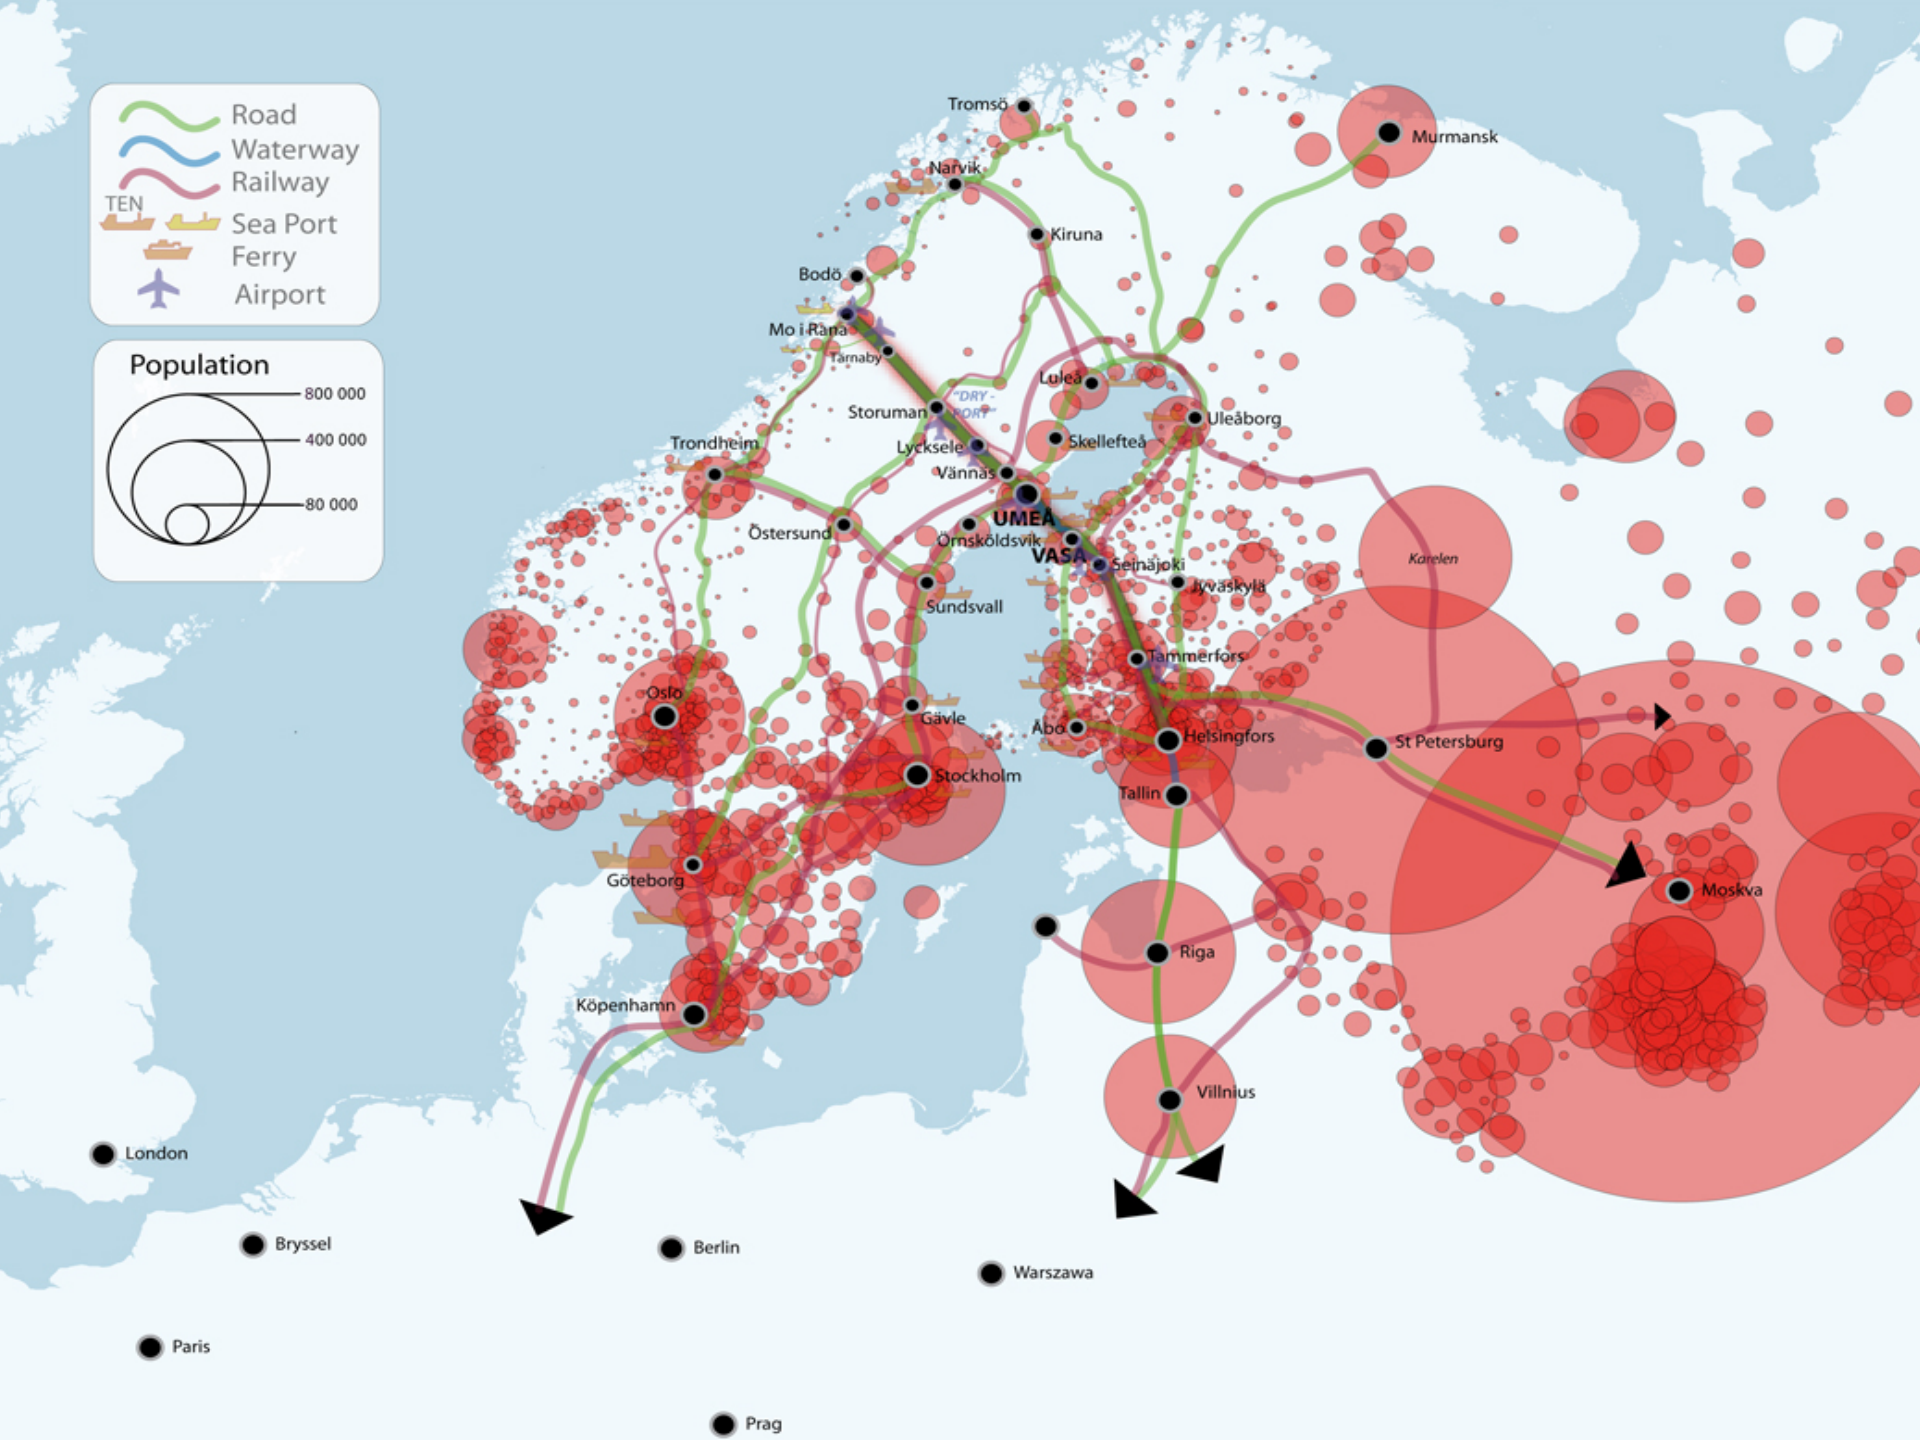 Road
Waterway
Railway
TEN
Sea Port
Ferry
Airport
Population
800 000
400 000
80 000
Tromsö
Murmansk
Narvik
Kiruna
Bodö
Mo i Rana
Tärnaby
Luleå
"DRY -
PORT"
Storuman
Uleåborg
Skellefteå
Lycksele
Trondheim
Vännäs
UMEÅ
Östersund
Örnsköldsvik
VASA
Seinäjoki
Karelen
Jyväskylä
Sundsvall
Tammerfors
Oslo
Gävle
Åbo
Helsingfors
St Petersburg
Stockholm
Tallin
Göteborg
Moskva
Riga
Köpenhamn
Villnius
London
Bryssel
Berlin
Warszawa
Paris
Prag